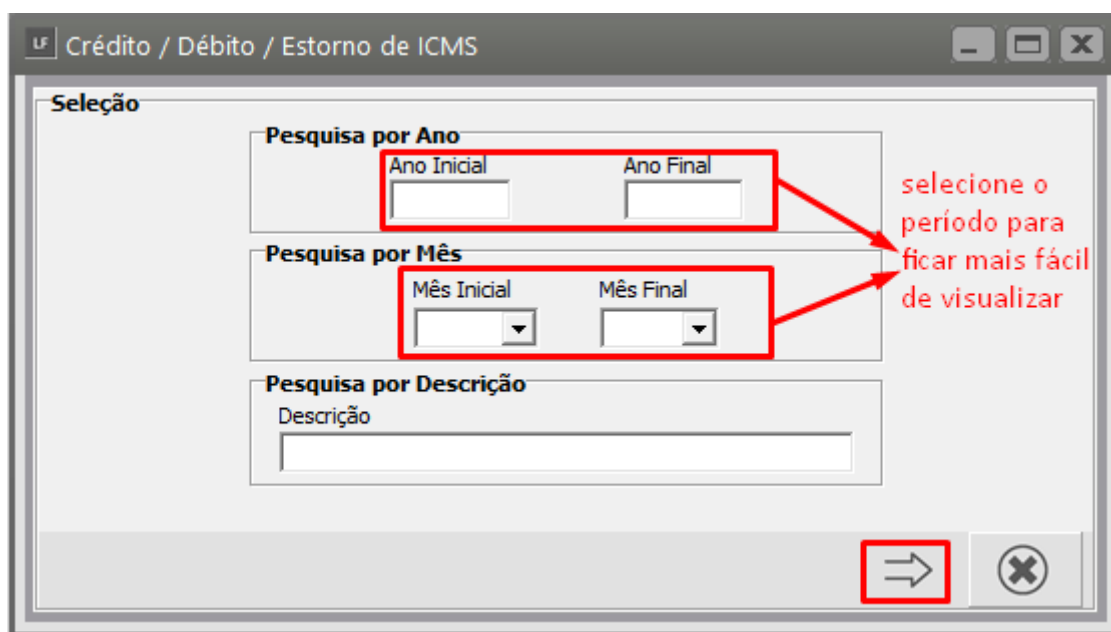 LF Crédito / Débito / Estorno de ICMS
Seleção
Pesquisa por Ano
Ano Inicial Ano Final
selecione o
período para
ficar mais fácil
de visualizar
Pesquisa por Mês
Mês Inicial Mês Final
Pesquisa por Descrição
Descrição